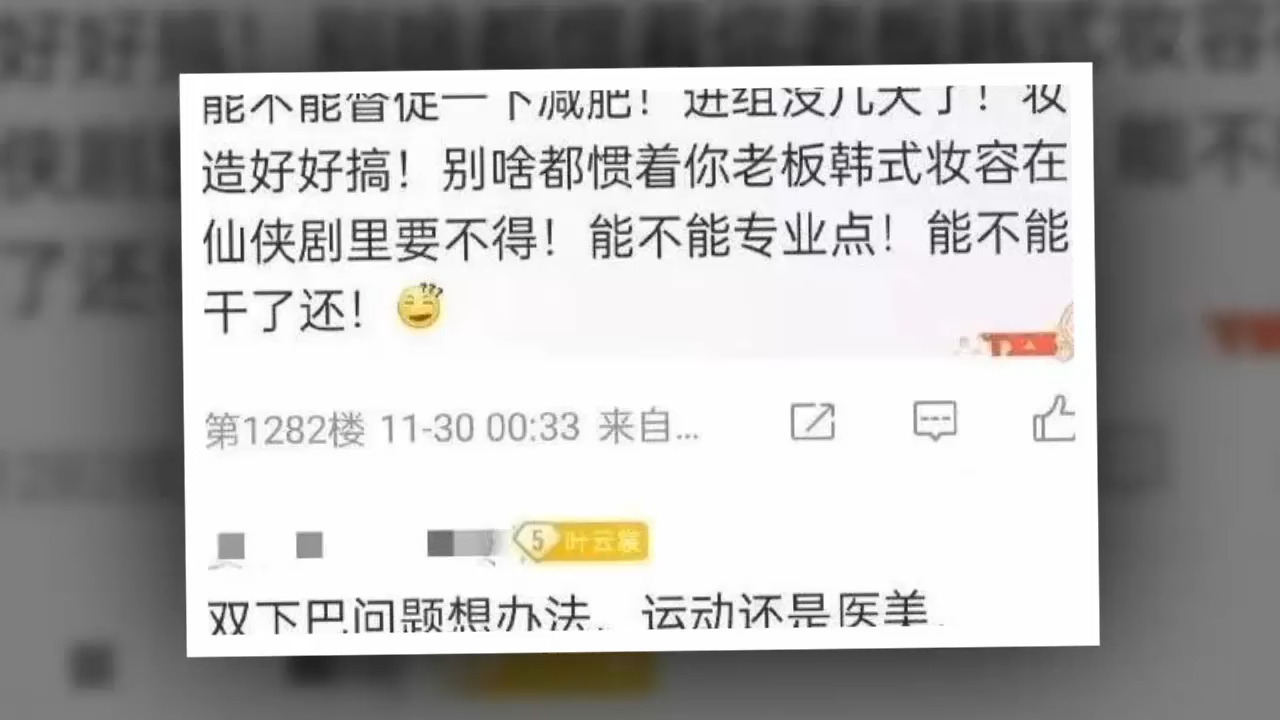 能不能督促一下减肥！进组没几天了！妆
造好好搞！别啥都惯着你老板韩式妆容在
仙侠剧里要不得！能不能专业点！能不能
干了还！
第1282楼 11-30 00:33 来自...
5 叶云裳
双下巴问题想办法、运动还是医美